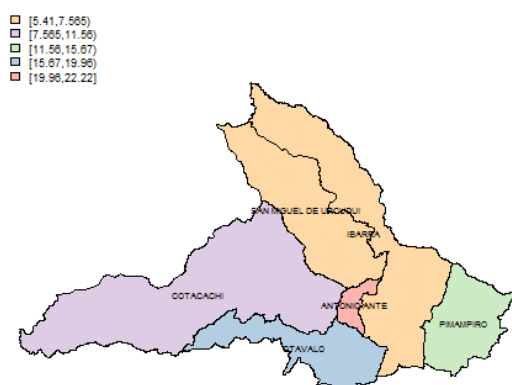 [5.41,7.565)
[7.565,11.56)
[11.56,15.67)
[15.67,19.96)
[19.96,22.22]
SAN MIGUEL DE URCUQUI
IBARRA
COTACACHI
ANTONIO ANTE
PIMAMPIRO
OTAVALO